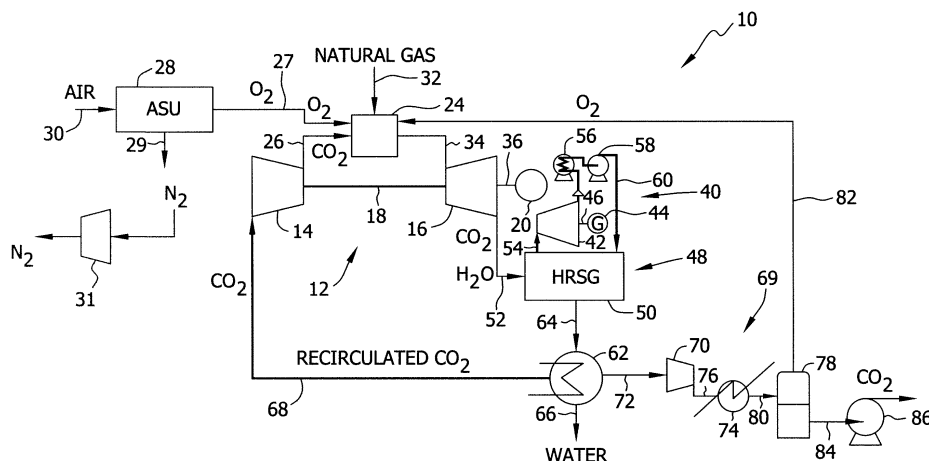 10
NATURAL GAS
32
27
28
O2
24
O2
AIR
ASU
O2
30
29
26
CO2
34
36
56
58
60
40
82
N2
18
20
46
44
G
14
16
CO2
54
42
N2
31
CO2
12
H2O
HRSG
48
52
50
69
64
RECIRCULATED CO2
62
70
78
68
72
76
CO2
66
74
80
84
86
WATER